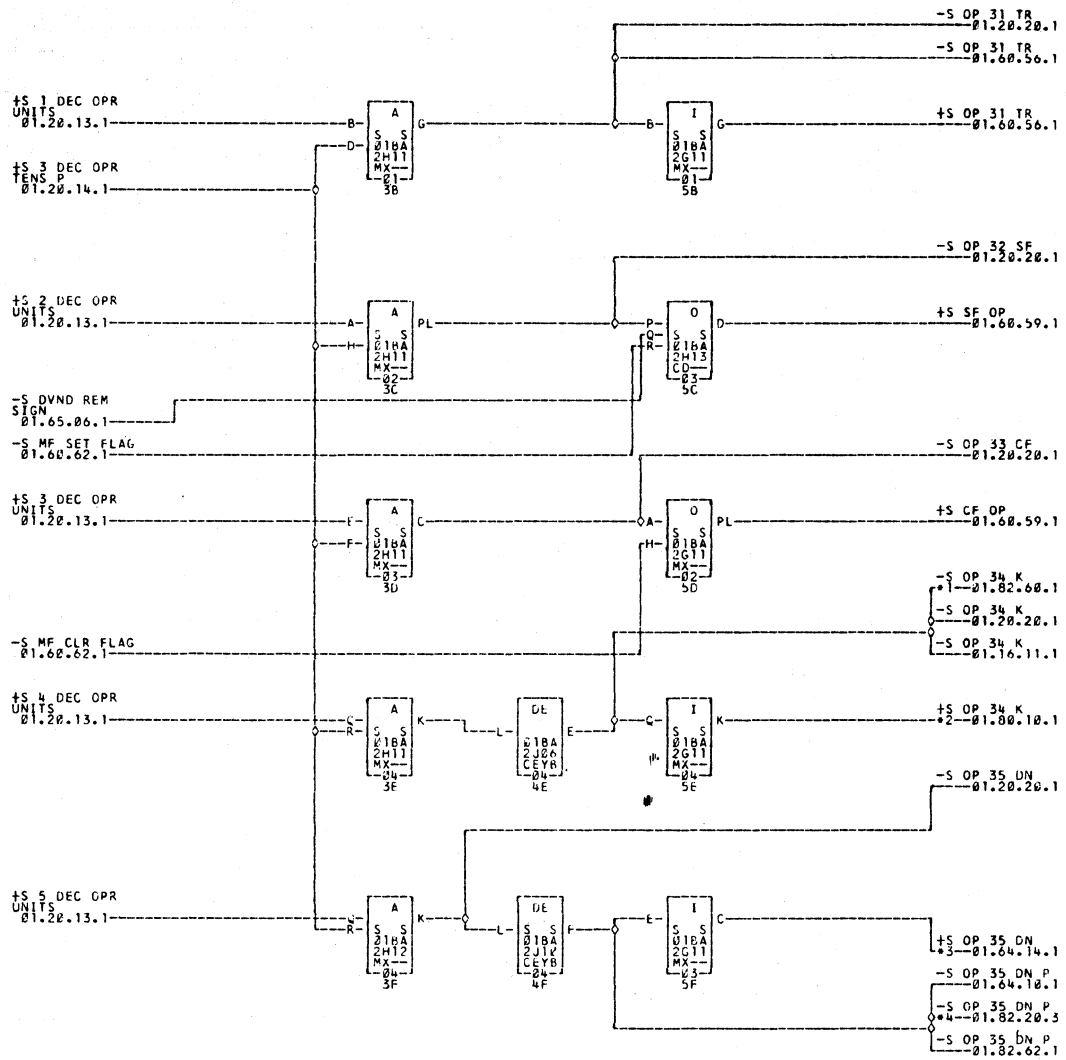 -S OP 31 TR
01.20.20.1
-S OP 31 TR
01.60.56.1
+S 1 DEC OPR
UNITS
01.20.13.1
B A G
D
S S
01BA
2H11
MX--
01
3B
B I G
S S
01BA
2G11
MX--
01
5B
+S OP 31 TR
01.60.56.1
+S 3 DEC OPR
TENS P
01.20.14.1
-S OP 32 SF
01.20.20.1
+S 2 DEC OPR
UNITS
01.20.13.1
A A PL
H
S S
01BA
2H11
MX--
02
3C
P O D
Q
R
S S
01BA
2H13
CD--
03
5C
+S SF OP
01.60.59.1
-S DVND REM
SIGN
01.65.06.1
-S MF SET FLAG
01.60.62.1
-S OP 33 CF
01.20.20.1
+S 3 DEC OPR
UNITS
01.20.13.1
E A C
F
S S
01BA
2H11
MX--
03
3D
A O PL
H
S S
01BA
2G11
MX--
02
5D
+S CF OP
01.60.59.1
-S OP 34 K
*1--01.82.60.1
-S OP 34 K
01.20.20.1
-S OP 34 K
01.16.11.1
-S MF CLR FLAG
01.60.62.1
+S 4 DEC OPR
UNITS
01.20.13.1
Q A K
R
S S
01BA
2H11
MX--
04
3E
L DE E
01BA
2J06
CEYB
04
4E
Q I K
S S
01BA
2G11
MX--
04
5E
+S OP 34 K
*2--01.80.10.1
-S OP 35 DN
01.20.20.1
+S 5 DEC OPR
UNITS
01.20.13.1
Q A K
R
S S
01BA
2H12
MX--
04
3F
L DE F
S S
01BA
2J10
CEYB
04
4F
E I C
S S
01BA
2G11
MX--
03
5F
+S OP 35 DN
*3--01.64.14.1
-S OP 35 DN P
01.64.10.1
-S OP 35 DN P
*4--01.82.20.3
-S OP 35 DN P
01.82.62.1